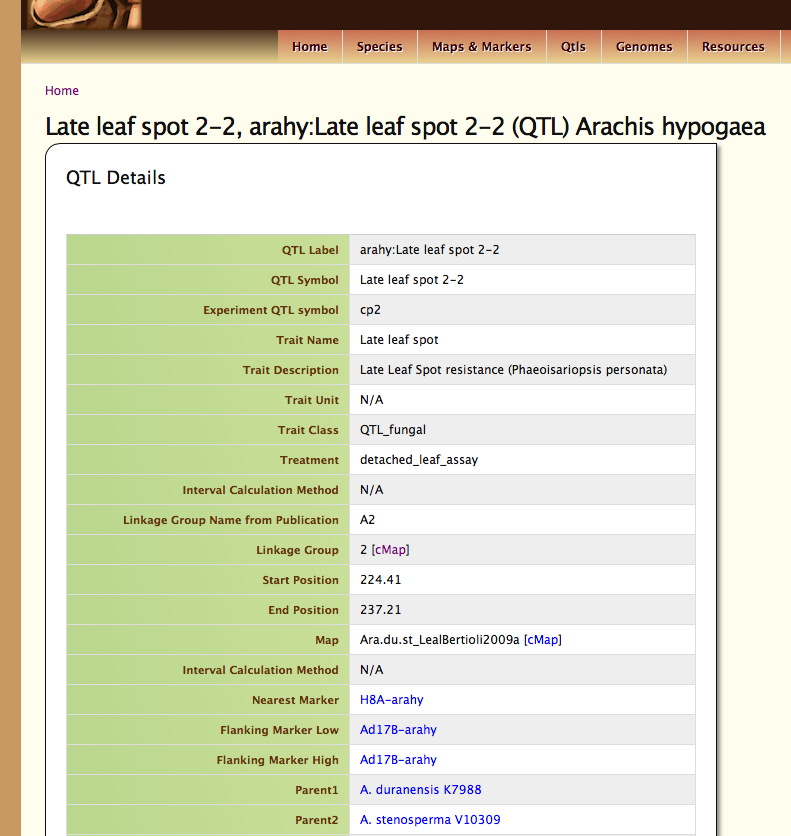 Home Species Maps & Markers Qtls Genomes Resources
Home
Late leaf spot 2-2, arahy:Late leaf spot 2-2 (QTL) Arachis hypogaea
QTL Details
QTL Label arahy:Late leaf spot 2-2
QTL Symbol Late leaf spot 2-2
Experiment QTL symbol cp2
Trait Name Late leaf spot
Trait Description Late Leaf Spot resistance (Phaeoisariopsis personata)
Trait Unit N/A
Trait Class QTL_fungal
Treatment detached_leaf_assay
Interval Calculation Method N/A
Linkage Group Name from Publication A2
Linkage Group 2 [cMap]
Start Position 224.41
End Position 237.21
Map Ara.du.st_LealBertioli2009a [cMap]
Interval Calculation Method N/A
Nearest Marker H8A-arahy
Flanking Marker Low Ad17B-arahy
Flanking Marker High Ad17B-arahy
Parent1 A. duranensis K7988
Parent2 A. stenosperma V10309